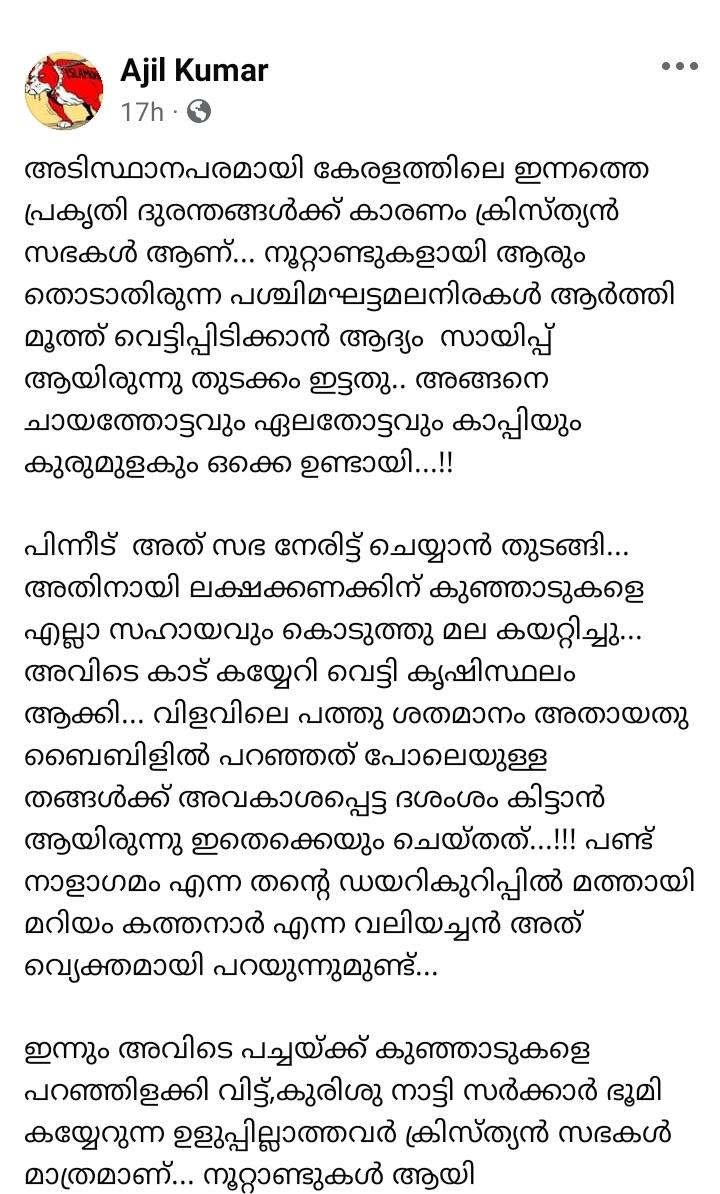 Ajil Kumar
17h ·
അടിസ്ഥാനപരമായി കേരളത്തിലെ ഇന്നത്തെ
പ്രകൃതി ദുരന്തങ്ങൾക്ക് കാരണം ക്രിസ്ത്യൻ
സഭകൾ ആണ്... നൂറ്റാണ്ടുകളായി ആരും
തൊടാതിരുന്ന പശ്ചിമഘട്ടമലനിരകൾ ആർത്തി
മൂത്ത് വെട്ടിപ്പിടിക്കാൻ ആദ്യം സായിപ്പ്
ആയിരുന്നു തുടക്കം ഇട്ടതു.. അങ്ങനെ
ചായത്തോട്ടവും ഏലതോട്ടവും കാപ്പിയും
കുരുമുളകും ഒക്കെ ഉണ്ടായി...!!
പിന്നീട് അത് സഭ നേരിട്ട് ചെയ്യാൻ തുടങ്ങി...
അതിനായി ലക്ഷക്കണക്കിന് കുഞ്ഞാടുകളെ
എല്ലാ സഹായവും കൊടുത്തു മല കയറ്റിച്ചു...
അവിടെ കാട് കയ്യേറി വെട്ടി കൃഷിസ്ഥലം
ആക്കി... വിളവിലെ പത്തു ശതമാനം അതായതു
ബൈബിളിൽ പറഞ്ഞത് പോലെയുള്ള
തങ്ങൾക്ക് അവകാശപ്പെട്ട ദശംശം കിട്ടാൻ
ആയിരുന്നു ഇതെക്കെയും ചെയ്തത്...!!! പണ്ട്
നാളാഗമം എന്ന തന്റെ ഡയറികുറിപ്പിൽ മത്തായി
മറിയം കത്തനാർ എന്ന വലിയച്ചൻ അത്
വ്യെക്തമായി പറയുന്നുമുണ്ട്...
ഇന്നും അവിടെ പച്ചയ്ക്ക് കുഞ്ഞാടുകളെ
പറഞ്ഞിളക്കി വിട്ട്,കുരിശു നാട്ടി സർക്കാർ ഭൂമി
കയ്യേറുന്ന ഉളുപ്പില്ലാത്തവർ ക്രിസ്ത്യൻ സഭകൾ
മാത്രമാണ്... നൂറ്റാണ്ടുകൾ ആയി